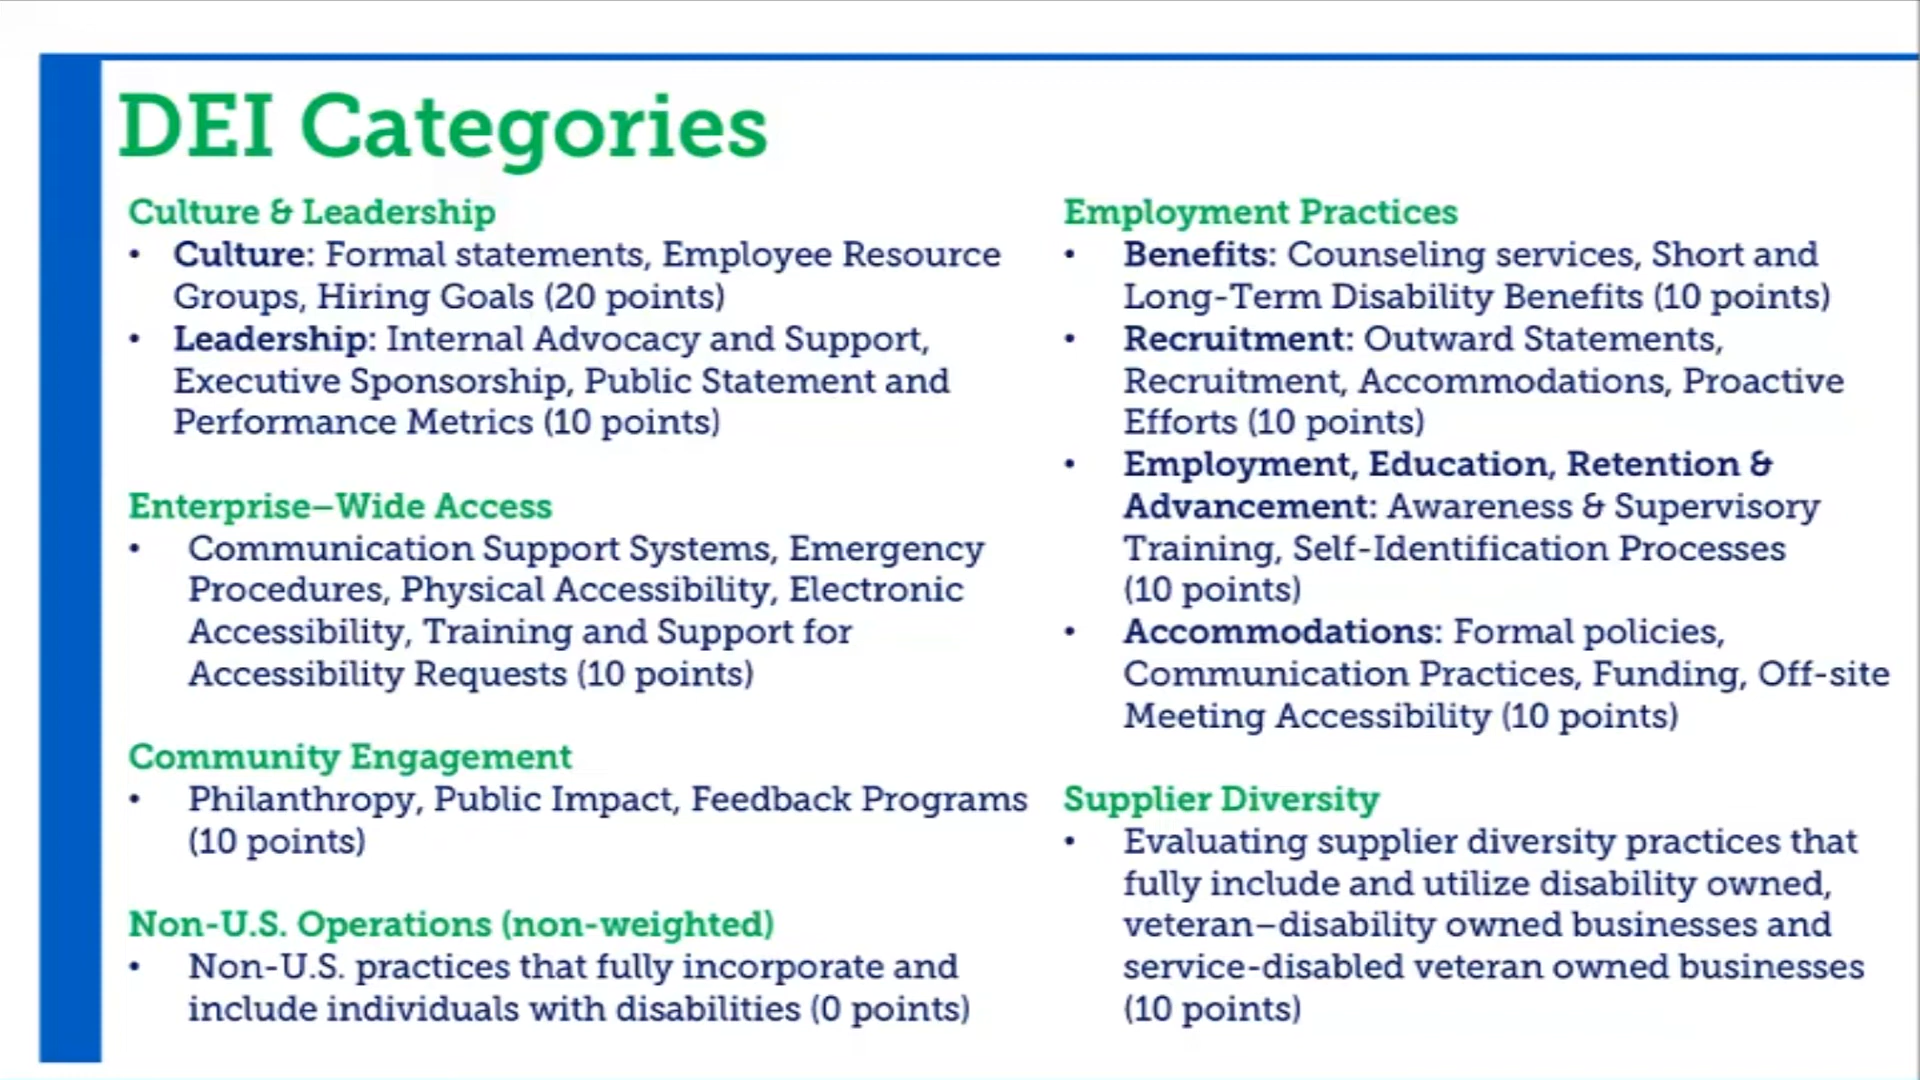 DEI Categories
Culture & Leadership
• Culture: Formal statements, Employee Resource
Groups, Hiring Goals (20 points)
• Leadership: Internal Advocacy and Support,
Executive Sponsorship, Public Statement and
Performance Metrics (10 points)
Enterprise–Wide Access
• Communication Support Systems, Emergency
Procedures, Physical Accessibility, Electronic
Accessibility, Training and Support for
Accessibility Requests (10 points)
Community Engagement
• Philanthropy, Public Impact, Feedback Programs
(10 points)
Non-U.S. Operations (non-weighted)
• Non-U.S. practices that fully incorporate and
include individuals with disabilities (0 points)
Employment Practices
• Benefits: Counseling services, Short and
Long-Term Disability Benefits (10 points)
• Recruitment: Outward Statements,
Recruitment, Accommodations, Proactive
Efforts (10 points)
• Employment, Education, Retention &
Advancement: Awareness & Supervisory
Training, Self-Identification Processes
(10 points)
• Accommodations: Formal policies,
Communication Practices, Funding, Off-site
Meeting Accessibility (10 points)
Supplier Diversity
• Evaluating supplier diversity practices that
fully include and utilize disability owned,
veteran–disability owned businesses and
service-disabled veteran owned businesses
(10 points)